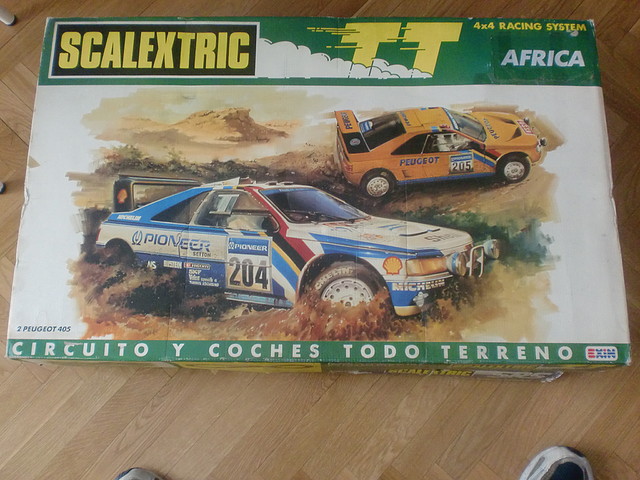 SCALEXTRIC
TT
4x4 RACING SYSTEM
AFRICA
PEUGEOT
205
PIONEER
PIONEER
204
MICHELIN
2 PEUGEOT 405
CIRCUITO Y COCHES TODO TERRENO
EXIN
SCALEXTRIC